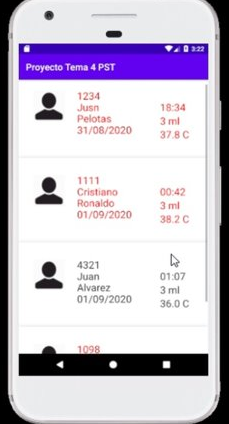 3:22
Proyecto Tema 4 PST
1234
Jusn
Pelotas
31/08/2020
18:34
3 ml
37.8 C
1111
Cristiano
Ronaldo
01/09/2020
00:42
3 ml
38.2 C
4321
Juan
Alvarez
01/09/2020
01:07
3 ml
36.0 C
1098